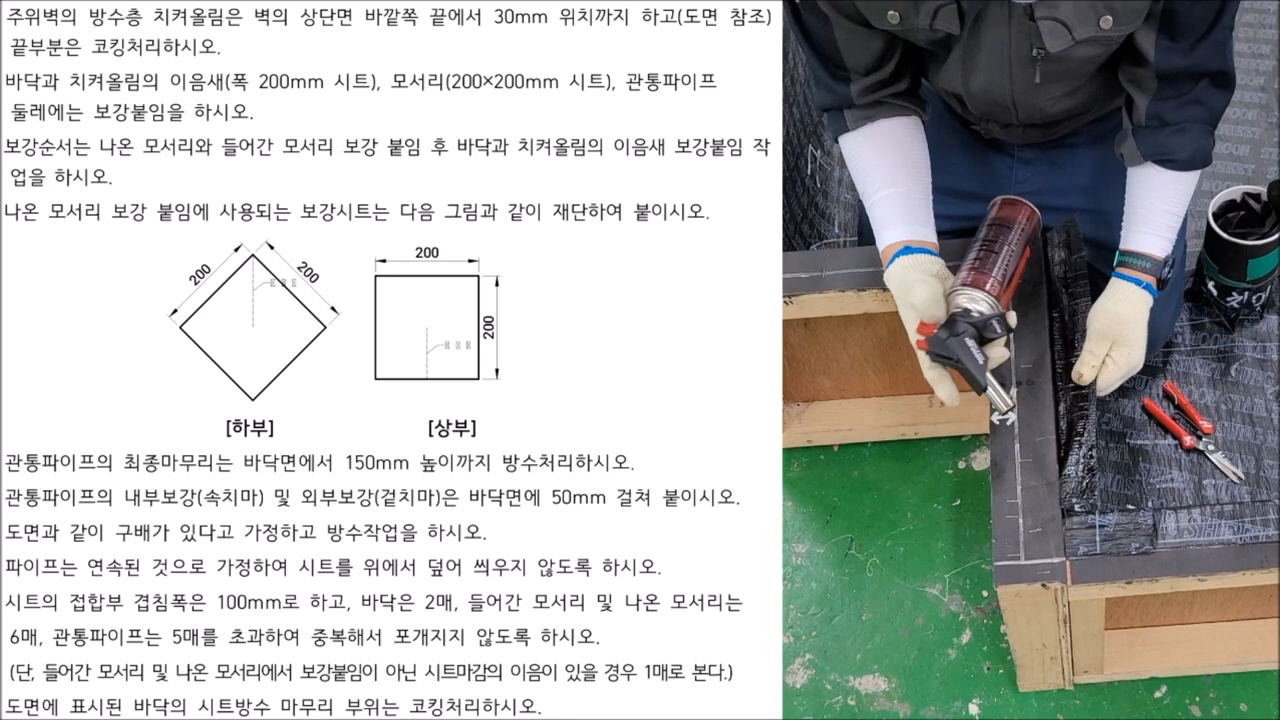 주위벽의 방수층 치켜올림은 벽의 상단면 바깥쪽 끝에서 30mm 위치까지 하고(도면 참조)
끝부분은 코킹처리하시오.
바닥과 치켜올림의 이음새(폭 200mm 시트), 모서리(200×200mm 시트), 관통파이프
둘레에는 보강붙임을 하시오.
보강순서는 나온 모서리와 들어간 모서리 보강 붙임 후 바닥과 치켜올림의 이음새 보강붙임 작
업을 하시오.
나온 모서리 보강 붙임에 사용되는 보강시트는 다음 그림과 같이 재단하여 붙이시오.
200 200
200
200
[하부] [상부]
관통파이프의 최종마무리는 바닥면에서 150mm 높이까지 방수처리하시오.
관통파이프의 내부보강(속치마) 및 외부보강(겉치마)은 바닥면에 50mm 걸쳐 붙이시오.
도면과 같이 구배가 있다고 가정하고 방수작업을 하시오.
파이프는 연속된 것으로 가정하여 시트를 위에서 덮어 씌우지 않도록 하시오.
시트의 접합부 겹침폭은 100mm로 하고, 바닥은 2매, 들어간 모서리 및 나온 모서리는
6매, 관통파이프는 5매를 초과하여 중복해서 포개지지 않도록 하시오.
(단, 들어간 모서리 및 나온 모서리에서 보강붙임이 아닌 시트마감의 이음이 있을 경우 1매로 본다.)
도면에 표시된 바닥의 시트방수 마무리 부위는 코킹처리하시오.